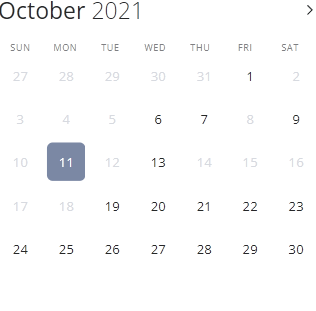 October 2021
SUN MON TUE WED THU FRI SAT
27 28 29 30 31 1 2
3 4 5 6 7 8 9
10 11 12 13 14 15 16
17 18 19 20 21 22 23
24 25 26 27 28 29 30